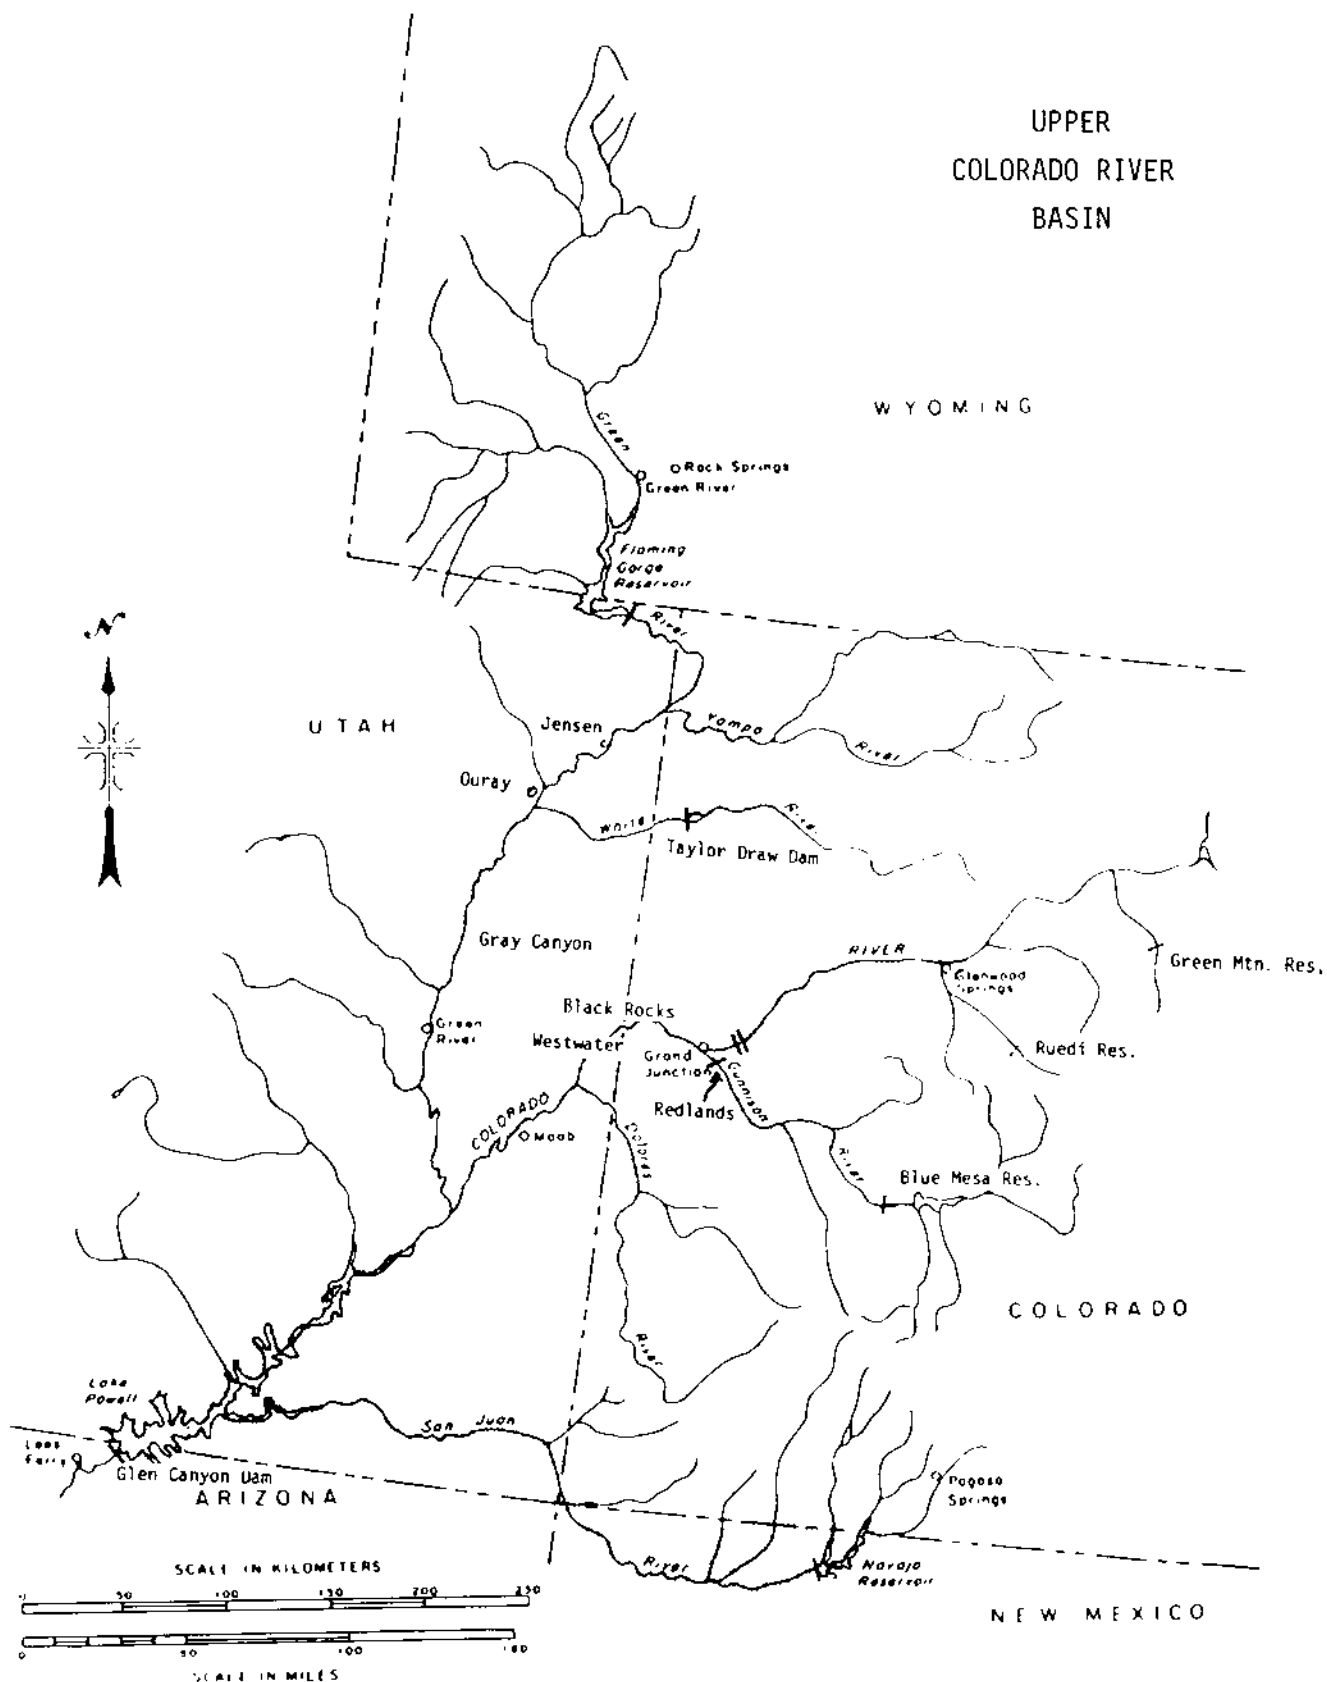 UPPER
COLORADO RIVER
BASIN
WYOMING
Green
Rock Springs
Green River
Flaming
Gorge
Reservoir
River
N
UTAH
Jensen
Yampa
River
Ouray
White
River
Taylor Draw Dam
Gray Canyon
RIVER
Glenwood
Springs
Green Mtn. Res.
Black Rocks
Green
River
Westwater
Grand
Junction
Ruedi Res.
Gunnison
Redlands
COLORADO
Moab
Dolores
River
Blue Mesa Res.
COLORADO
River
Lake
Powell
San Juan
Lees
Ferry
Glen Canyon Dam
ARIZONA
Pagosa
Springs
River
Navajo
Reservoir
NEW MEXICO
SCALE IN KILOMETERS
0 50 100 150 200 250
0 50 100 150
SCALE IN MILES